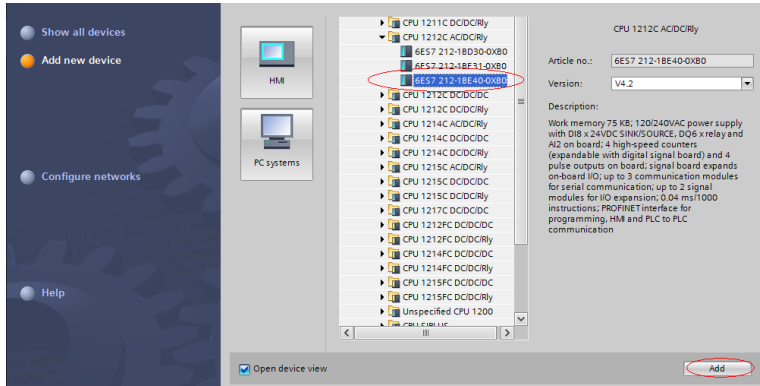 Show all devices
Add new device
Configure networks
Help
HMI
PC systems
CPU 1211C DC/DC/Rly
CPU 1212C AC/DC/Rly
6ES7 212-1BD30-0XB0
6ES7 212-1BE31-0XB0
6ES7 212-1BE40-0XB0
CPU 1212C DC/DC/DC
CPU 1212C DC/DC/Rly
CPU 1214C AC/DC/Rly
CPU 1214C DC/DC/DC
CPU 1214C DC/DC/Rly
CPU 1215C AC/DC/Rly
CPU 1215C DC/DC/DC
CPU 1215C DC/DC/Rly
CPU 1217C DC/DC/DC
CPU 1212FC DC/DC/DC
CPU 1212FC DC/DC/Rly
CPU 1214FC DC/DC/DC
CPU 1214FC DC/DC/Rly
CPU 1215FC DC/DC/DC
CPU 1215FC DC/DC/Rly
Unspecified CPU 1200
CPU SIPLUS
CPU 1212C AC/DC/Rly
Article no.: 6ES7 212-1BE40-0XB0
Version: V4.2
Description:
Work memory 75 KB; 120/240VAC power supply
with DI8 x 24VDC SINK/SOURCE, DQ6 x relay and
AI2 on board; 4 high-speed counters
(expandable with digital signal board) and 4
pulse outputs on board; signal board expands
on-board I/O; up to 3 communication modules
for serial communication; up to 2 signal
modules for I/O expansion; 0.04 ms/1000
instructions; PROFINET interface for
programming, HMI and PLC to PLC
communication
Open device view
Add